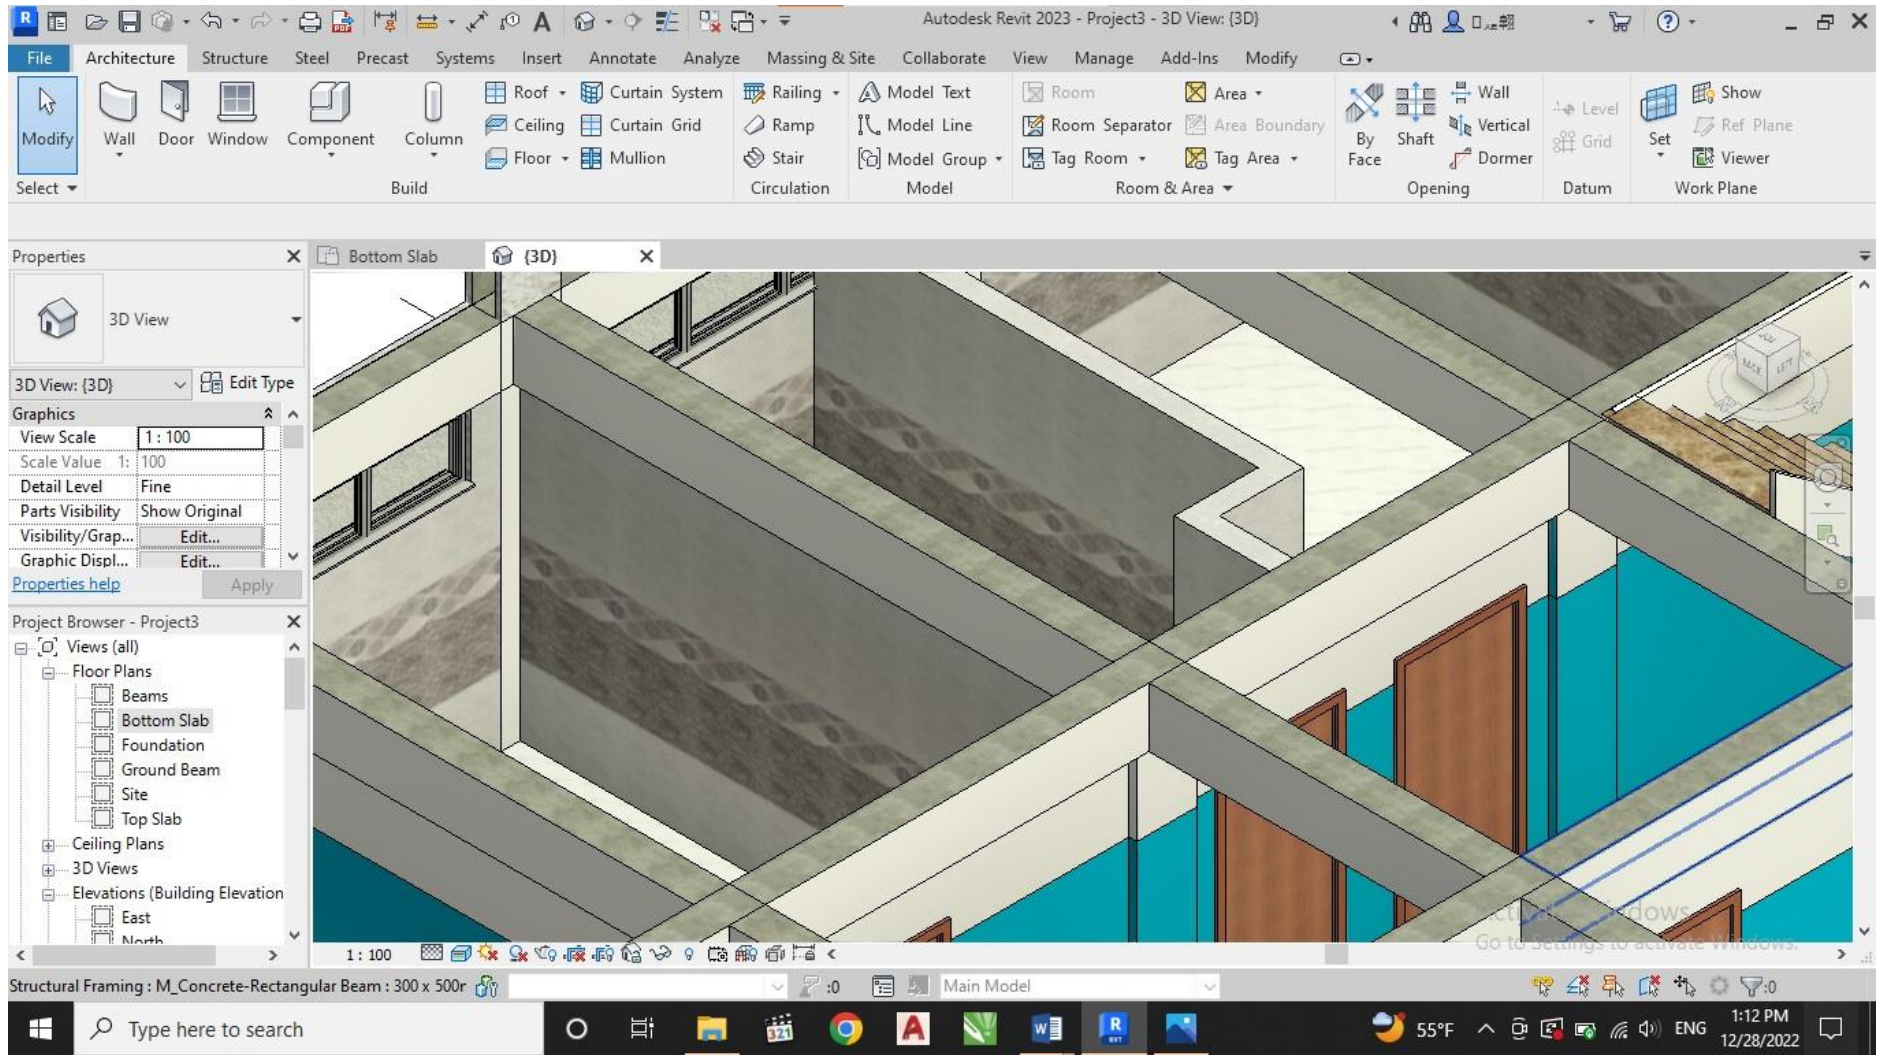 Autodesk Revit 2023 - Project3 - 3D View: {3D}
File Architecture Structure Steel Precast Systems Insert Annotate Analyze Massing & Site Collaborate View Manage Add-Ins Modify
Modify
Wall
Door
Window
Component
Column
Roof
Ceiling
Floor
Curtain System
Curtain Grid
Mullion
Railing
Ramp
Stair
Model Text
Model Line
Model Group
Room
Room Separator
Tag Room
Area
Area Boundary
Tag Area
By Face
Shaft
Wall
Vertical
Dormer
Level
Grid
Set
Show
Ref Plane
Viewer
Select
Build
Circulation
Model
Room & Area
Opening
Datum
Work Plane
Properties
3D View
3D View: {3D}
Edit Type
Graphics
View Scale 1 : 100
Scale Value 1: 100
Detail Level Fine
Parts Visibility Show Original
Visibility/Grap... Edit...
Graphic Displ... Edit...
Properties help
Apply
Project Browser - Project3
Views (all)
Floor Plans
Beams
Bottom Slab
Foundation
Ground Beam
Site
Top Slab
Ceiling Plans
3D Views
Elevations (Building Elevation
East
North
Bottom Slab
{3D}
LEFT
Go to Settings to activate Windows.
1 : 100
Structural Framing : M_Concrete-Rectangular Beam : 300 x 500r
:0
Main Model
:0
Type here to search
321
55°F
ENG
1:12 PM
12/28/2022